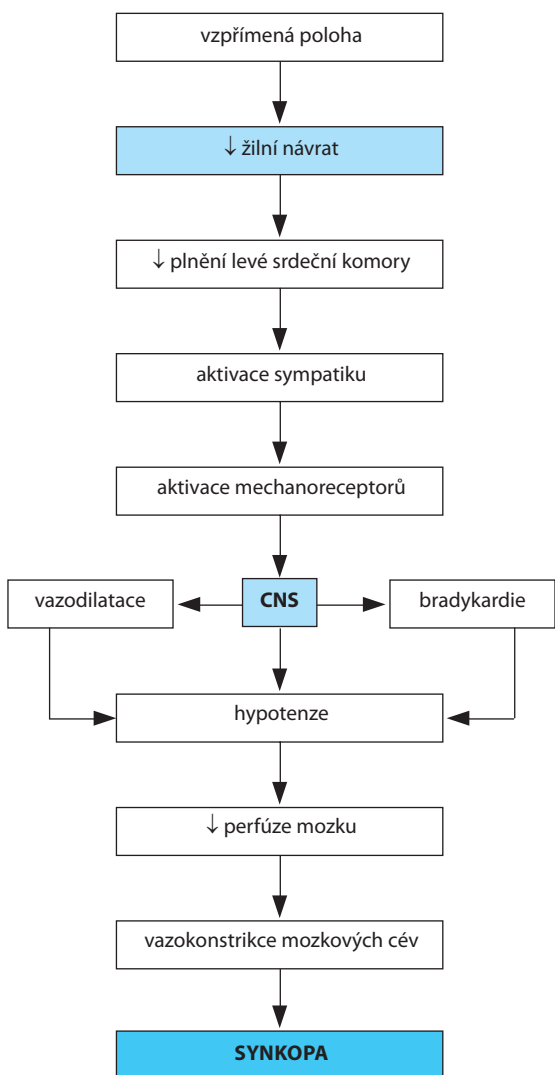 vzpřímená poloha
↓ žilní návrat
↓ plnění levé srdeční komory
aktivace sympatiku
aktivace mechanoreceptorů
vazodilatace
CNS
bradykardie
hypotenze
↓ perfúze mozku
vazokonstrikce mozkových cév
SYNKOPA